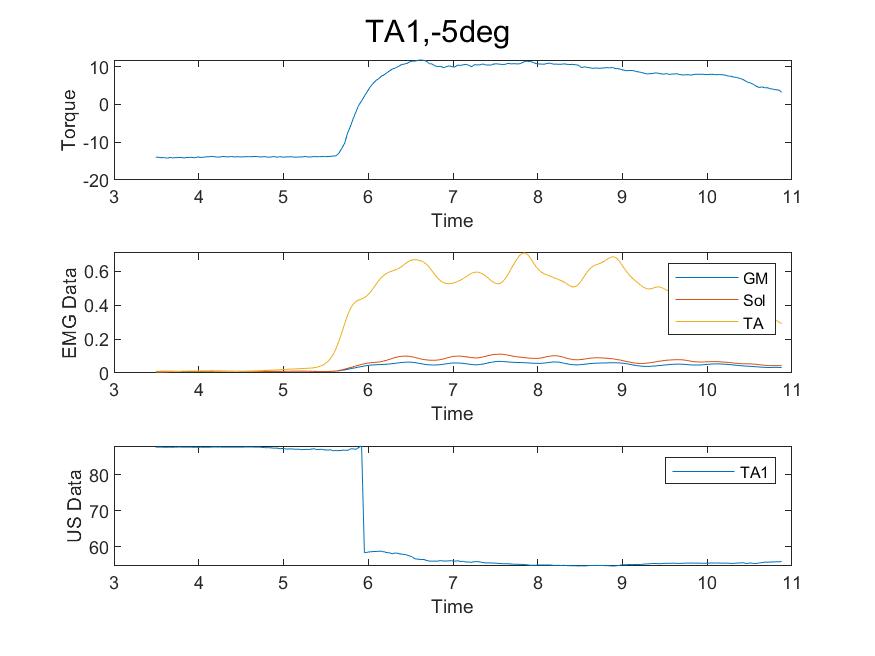 TA1,-5deg
10
0
-10
-20
Torque
3 4 5 6 7 8 9 10 11
Time
0.6
0.4
0.2
0
EMG Data
GM
Sol
TA
3 4 5 6 7 8 9 10 11
Time
80
70
60
US Data
TA1
3 4 5 6 7 8 9 10 11
Time